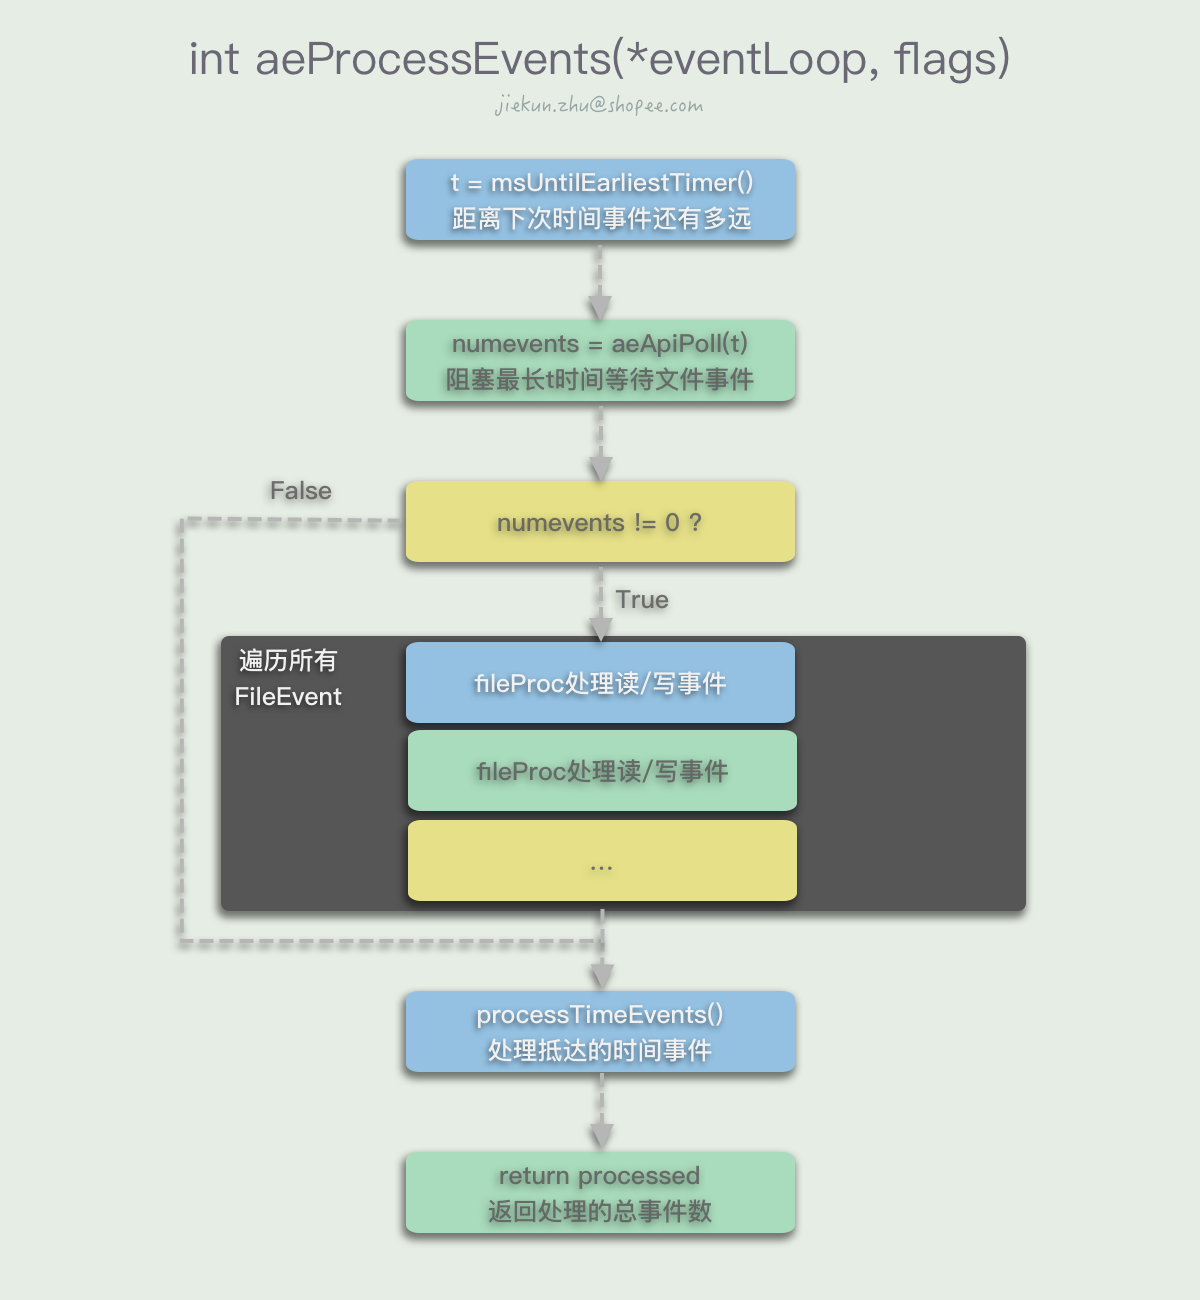 int aeProcessEvents(*eventLoop, flags)
jiekun.zhu@shopee.com
t = msUntilEarliestTimer()
距离下次时间事件还有多远
numevents = aeApiPoll(t)
阻塞最长t时间等待文件事件
False
numevents != 0 ?
True
遍历所有
FileEvent
fileProc处理读/写事件
fileProc处理读/写事件
...
processTimeEvents()
处理抵达的时间事件
return processed
返回处理的总事件数